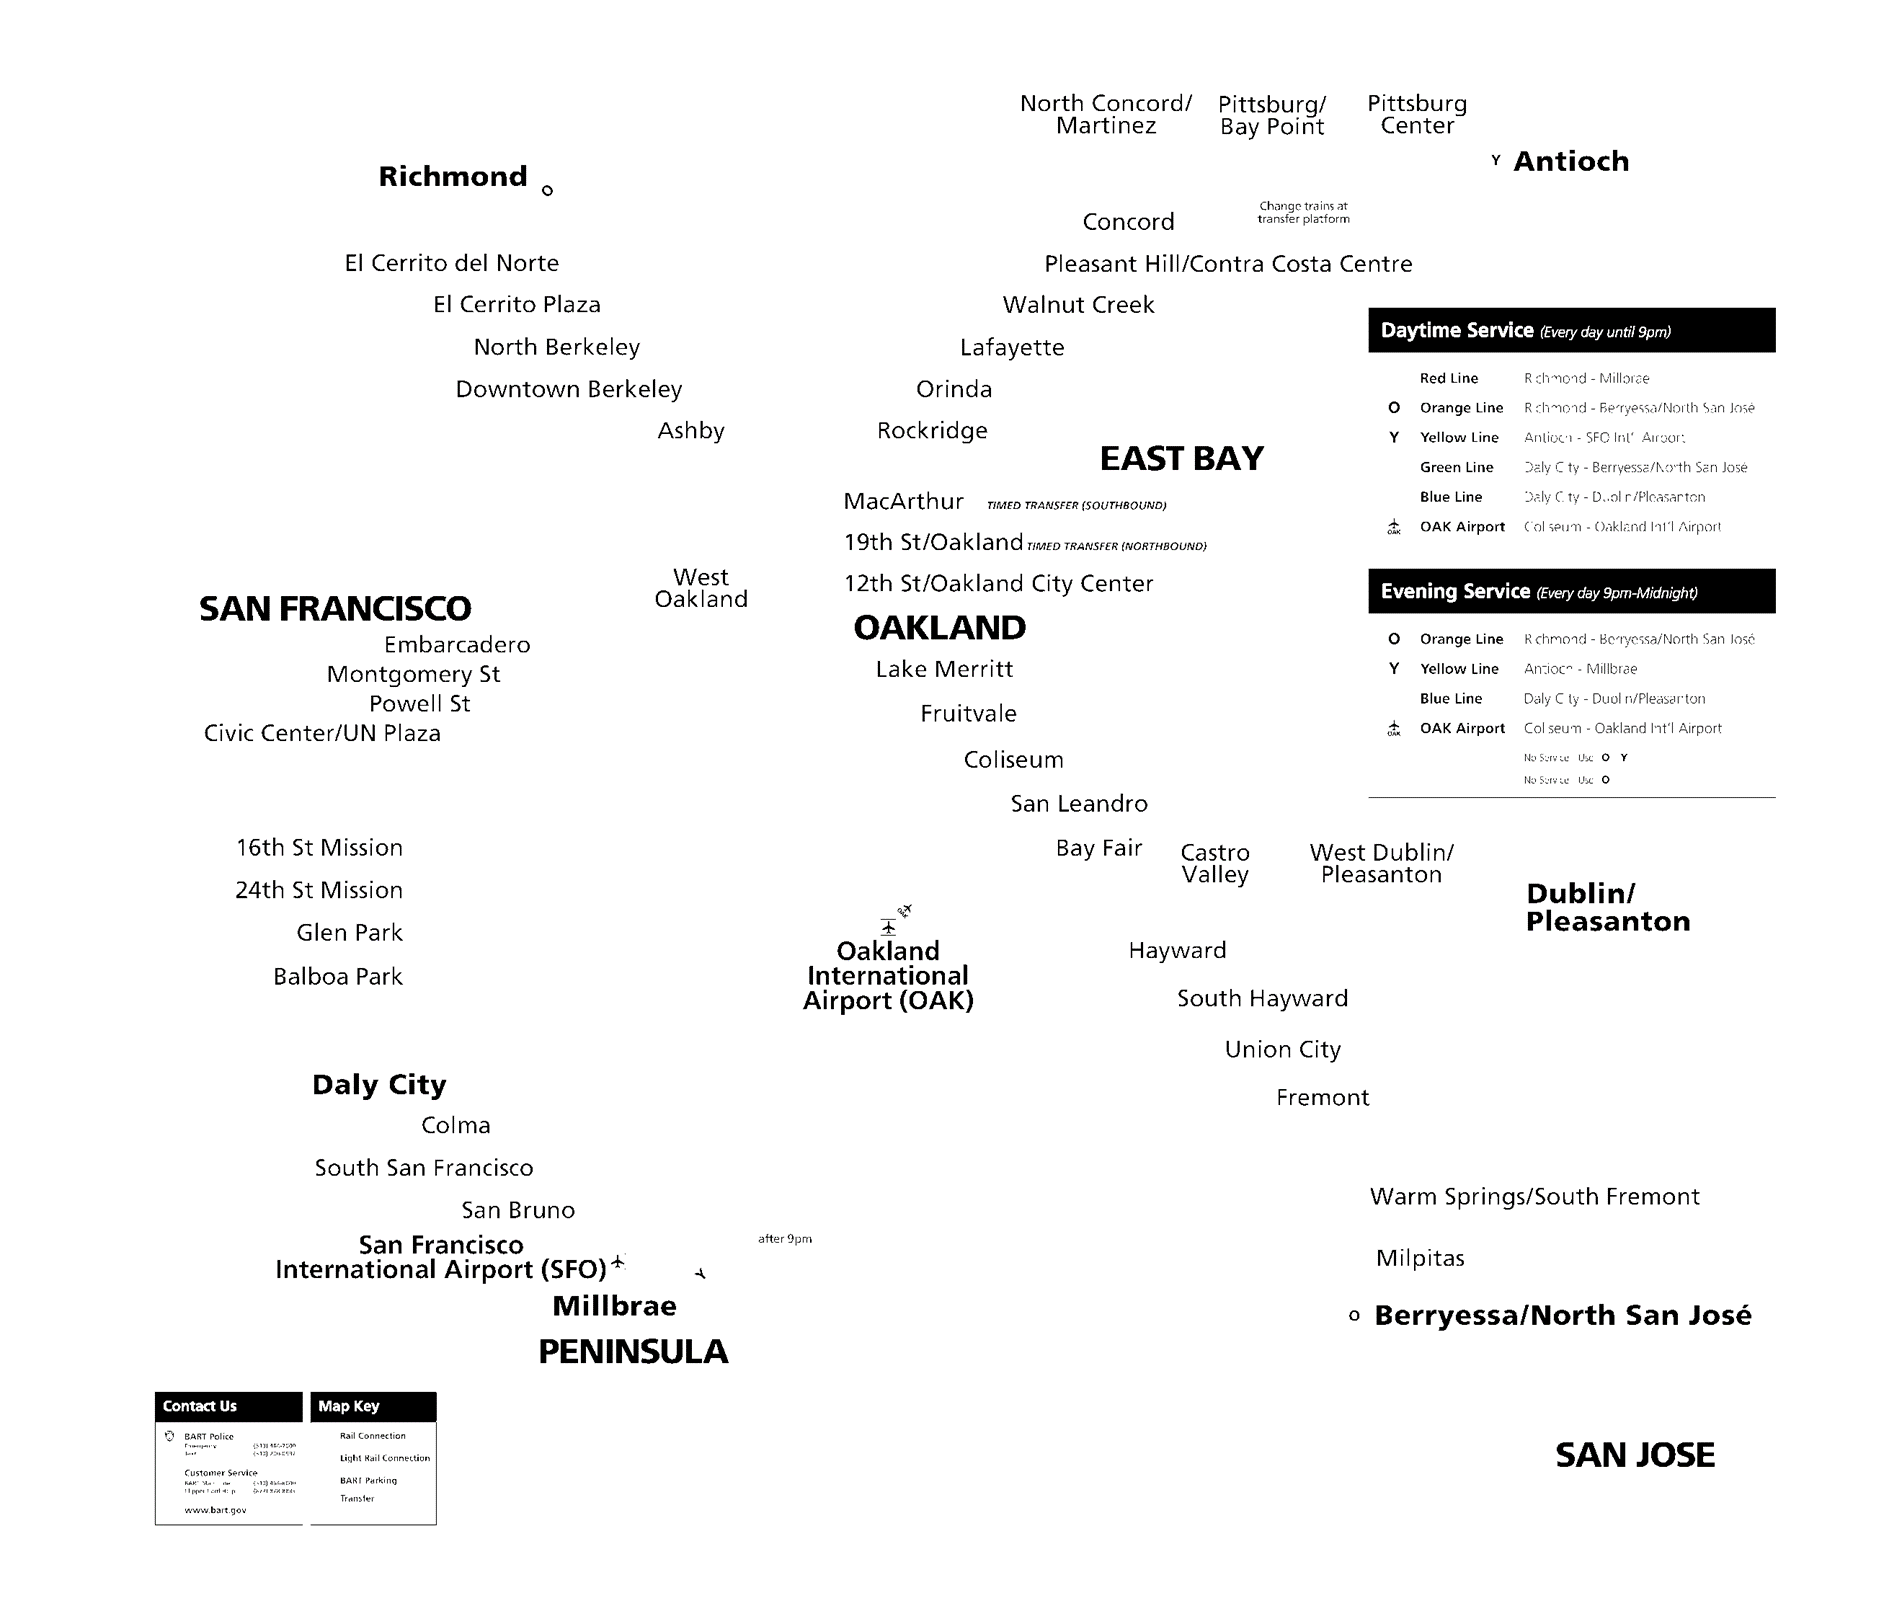 North Concord/
Martinez
Pittsburg/
Bay Point
Pittsburg
Center
Y Antioch
Richmond
O
Change trains at
transfer platform
Concord
El Cerrito del Norte
Pleasant Hill/Contra Costa Centre
El Cerrito Plaza
Walnut Creek
North Berkeley
Lafayette
Downtown Berkeley
Orinda
Ashby
Rockridge
EAST BAY
MacArthur TIMED TRANSFER (SOUTHBOUND)
19th St/Oakland TIMED TRANSFER (NORTHBOUND)
12th St/Oakland City Center
West
Oakland
OAKLAND
SAN FRANCISCO
Embarcadero
Montgomery St
Powell St
Civic Center/UN Plaza
Lake Merritt
Fruitvale
Coliseum
San Leandro
Bay Fair
Castro
Valley
West Dublin/
Pleasanton
Dublin/
Pleasanton
16th St Mission
24th St Mission
Glen Park
Balboa Park
OAK
Oakland
International
Airport (OAK)
Hayward
South Hayward
Union City
Fremont
Daly City
Colma
South San Francisco
San Bruno
San Francisco
International Airport (SFO)
after 9pm
Y
Millbrae
PENINSULA
Warm Springs/South Fremont
Milpitas
O Berryessa/North San José
SAN JOSE
Daytime Service (Every day until 9pm)
Red Line Richmond - Millbrae
O Orange Line Richmond - Berryessa/North San José
Y Yellow Line Antioch - SFO Int'l Airport
Green Line Daly City - Berryessa/North San José
Blue Line Daly City - Dublin/Pleasanton
OAK OAK Airport Coliseum - Oakland Int'l Airport
Evening Service (Every day 9pm-Midnight)
O Orange Line Richmond - Berryessa/North San José
Y Yellow Line Antioch - Millbrae
Blue Line Daly City - Dublin/Pleasanton
OAK OAK Airport Coliseum - Oakland Int'l Airport
No Service Use O Y
No Service Use O
Contact Us
BART Police
Emergency
Customer Service
www.bart.gov
Map Key
Rail Connection
Light Rail Connection
BART Parking
Transfer